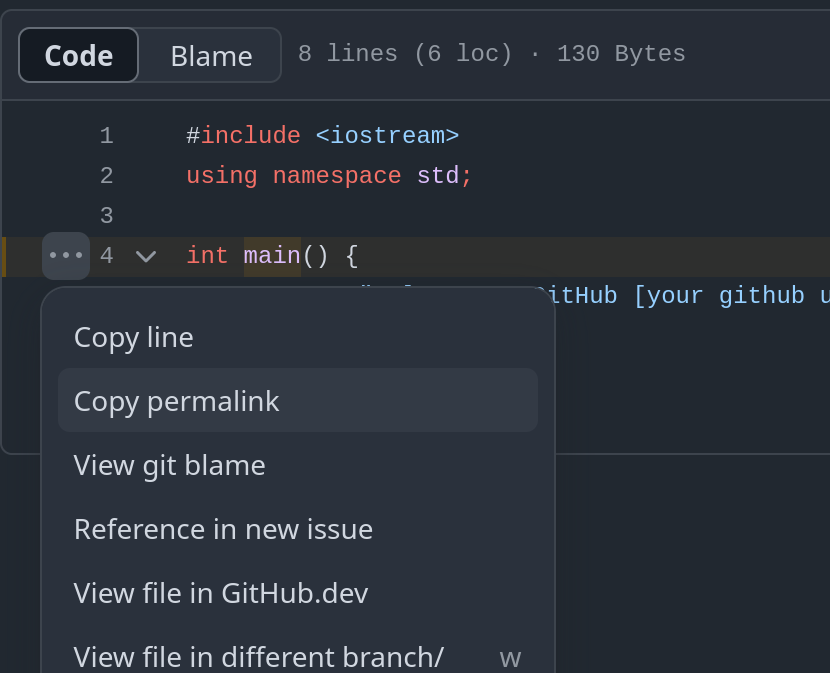 Code Blame 8 lines (6 loc) · 130 Bytes
1 #include <iostream>
2 using namespace std;
3
4 int main() {
GitHub [your github u
Copy line
Copy permalink
View git blame
Reference in new issue
View file in GitHub.dev
View file in different branch/ w